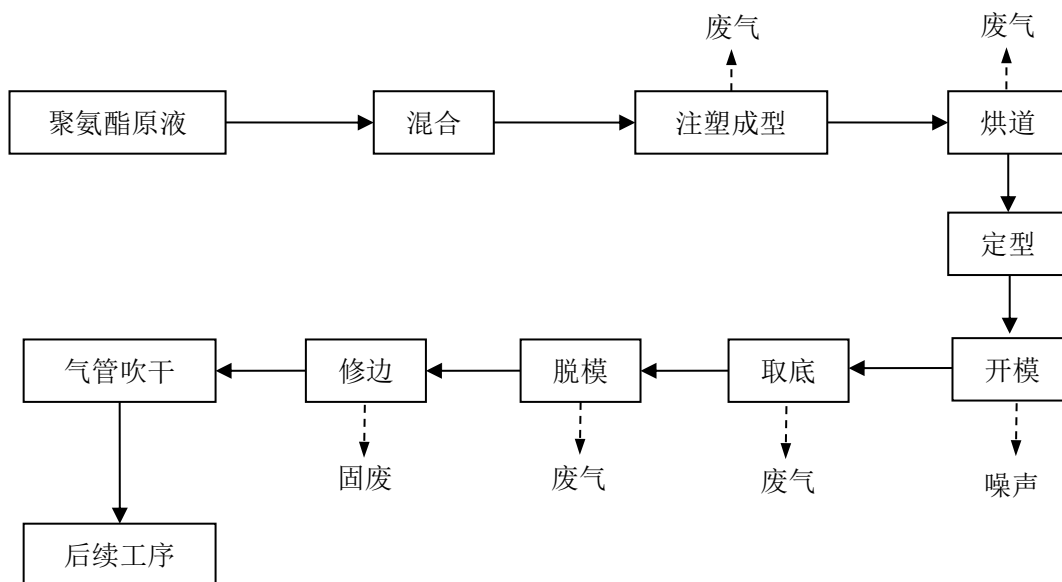 废气
废气
聚氨酯原液
混合
注塑成型
烘道
定型
气管吹干
修边
脱模
取底
开模
固废
废气
废气
噪声
后续工序